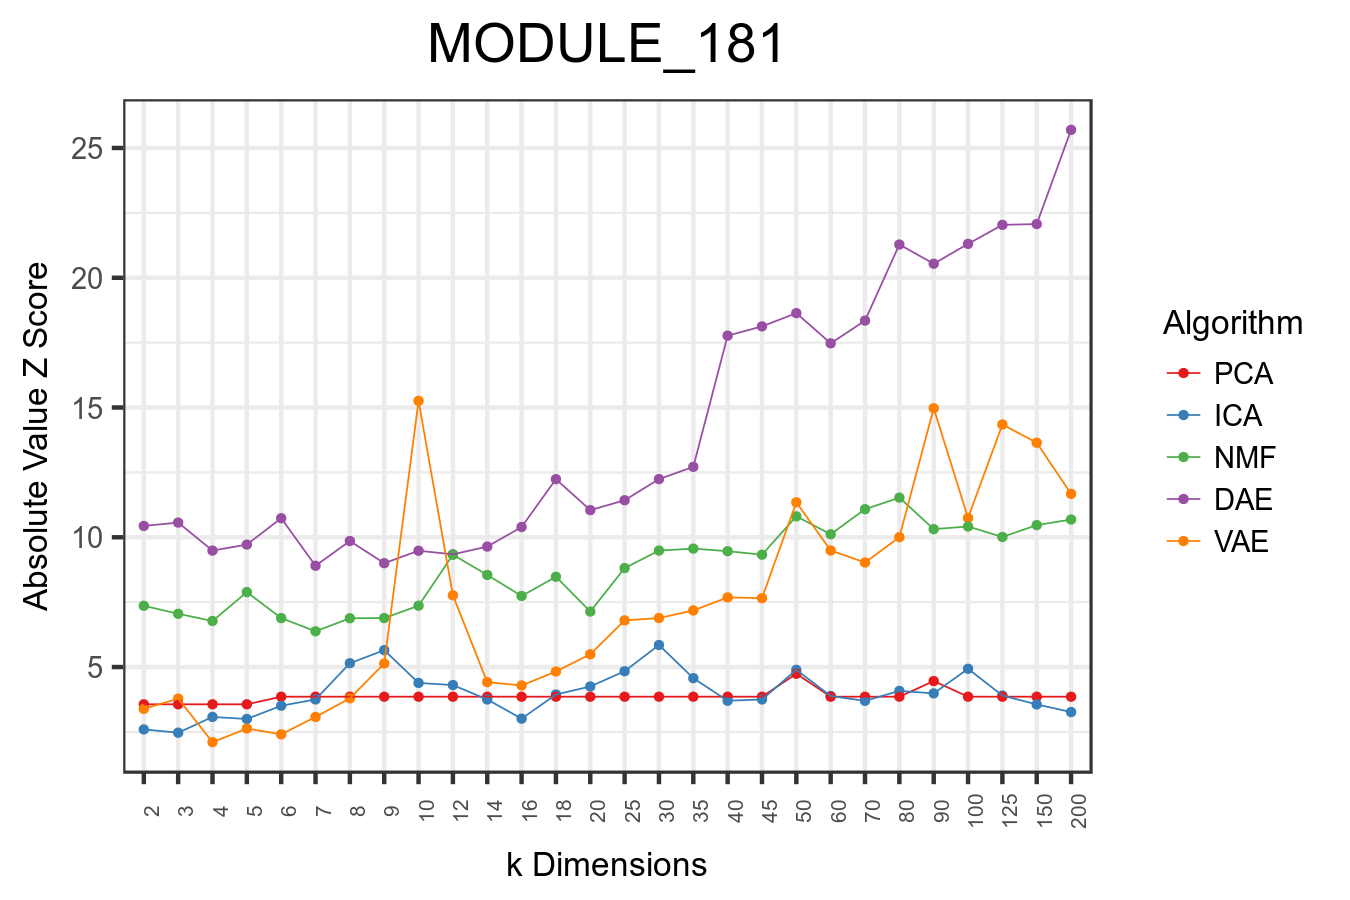 MODULE_181
Absolute Value Z Score
25
20
15
10
5
2 3 4 5 6 7 8 9 10 12 14 16 18 20 25 30 35 40 45 50 60 70 80 90 100 125 150 200
k Dimensions
Algorithm
PCA
ICA
NMF
DAE
VAE